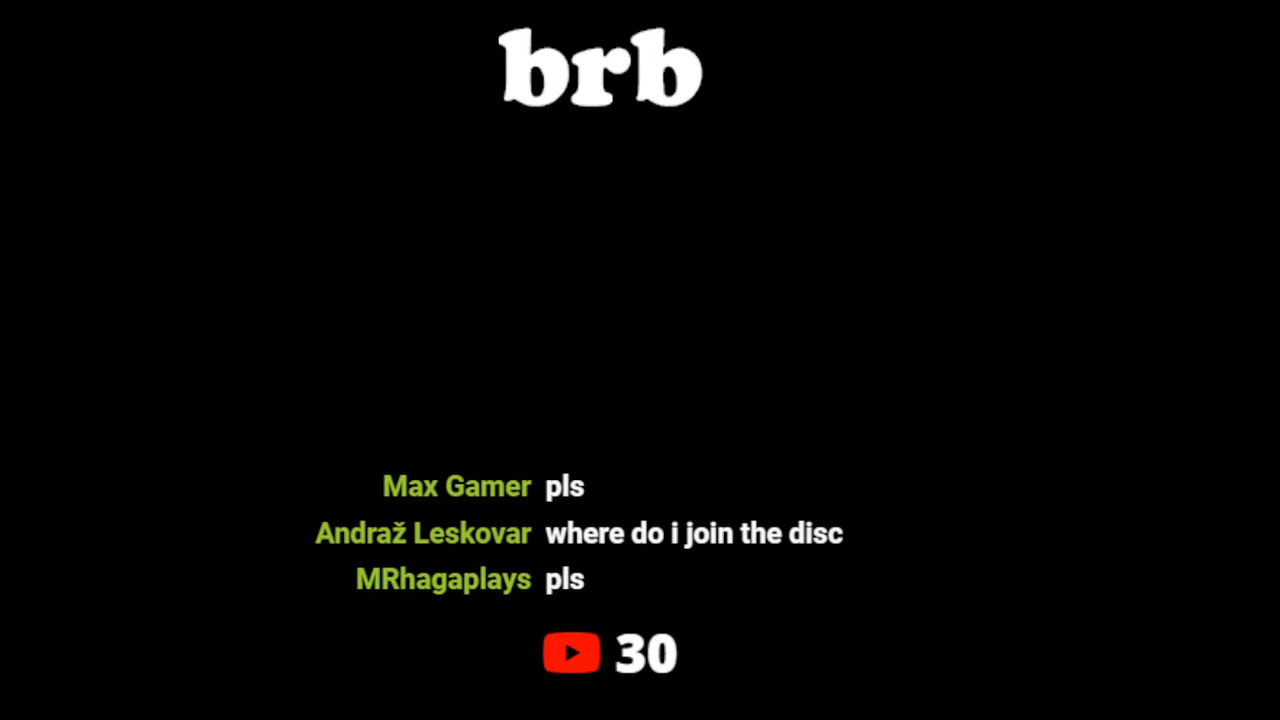 brb
Max Gamer pls
Andraž Leskovar where do i join the disc
MRhagaplays pls
30